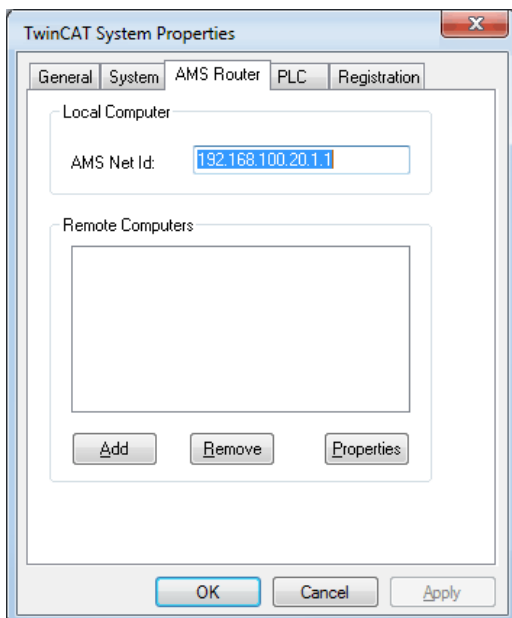 TwinCAT System Properties
General System AMS Router PLC Registration
Local Computer
AMS Net Id: 192.168.100.20.1.1
Remote Computers
Add Remove Properties
OK Cancel Apply